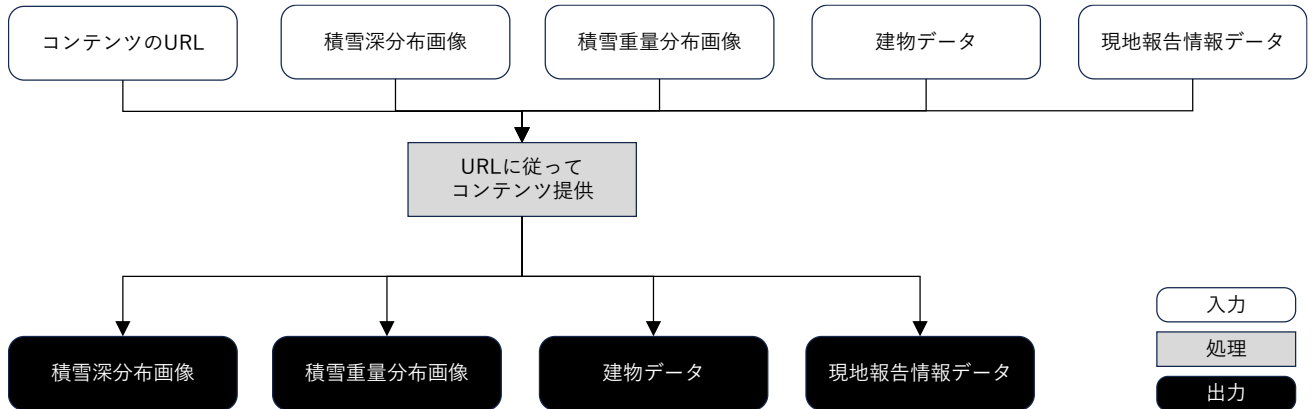 コンテンツのURL
積雪深分布画像
積雪重量分布画像
建物データ
現地報告情報データ
URLに従って
コンテンツ提供
積雪深分布画像
積雪重量分布画像
建物データ
現地報告情報データ
入力
処理
出力